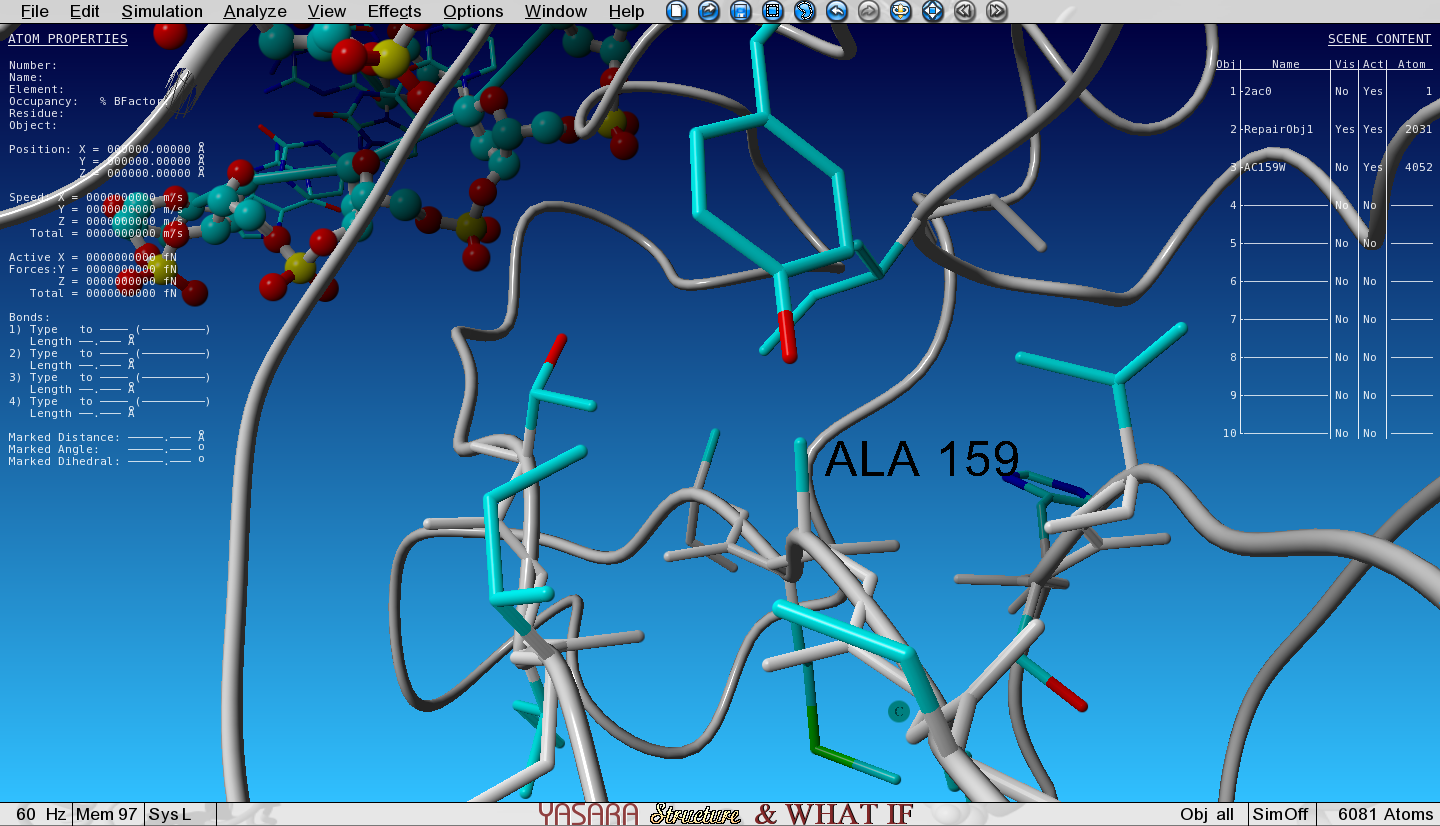 File Edit Simulation Analyze View Effects Options Window Help
ATOM PROPERTIES
Number:
Name:
Element:
Occupancy: % BFactor:
Residue:
Object:
Position: X = 000000.00000 Å
Y = 000000.00000 Å
Z = 000000.00000 Å
Speed: X = 0000000000 m/s
Y = 0000000000 m/s
Z = 0000000000 m/s
Total = 0000000000 m/s
Active X = 0000000000 fN
Forces:Y = 0000000000 fN
Z = 0000000000 fN
Total = 0000000000 fN
Bonds:
1) Type to ──── (─────────)
Length ──.─── Å
2) Type to ──── (─────────)
Length ──.─── Å
3) Type to ──── (─────────)
Length ──.─── Å
4) Type to ──── (─────────)
Length ──.─── Å
Marked Distance: ─────.─── Å
Marked Angle: ─────.─── o
Marked Dihedral: ─────.─── o
SCENE CONTENT
Obj Name Vis Act Atom
1 2ac0 No Yes 1
2 RepairObj1 Yes Yes 2031
3 AC159W No Yes 4052
4 No No
5 No No
6 No No
7 No No
8 No No
9 No No
10 No No
ALA 159
C
60 Hz Mem 97 Sys L YASARA Structure & WHAT IF Obj all Sim Off 6081 Atoms